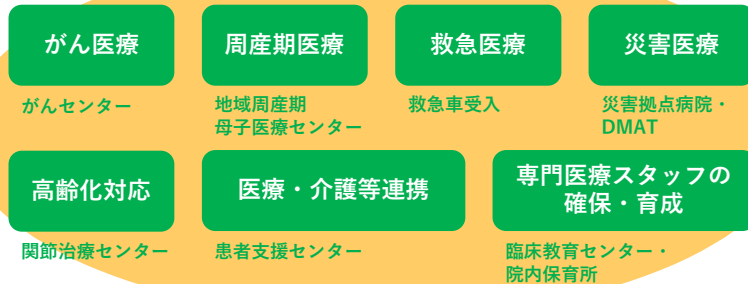 がん医療
周産期医療
救急医療
災害医療
がんセンター
地域周産期
母子医療センター
救急車受入
災害拠点病院・
DMAT
高齢化対応
医療・介護等連携
専門医療スタッフの
確保・育成
関節治療センター
患者支援センター
臨床教育センター・
院内保育所